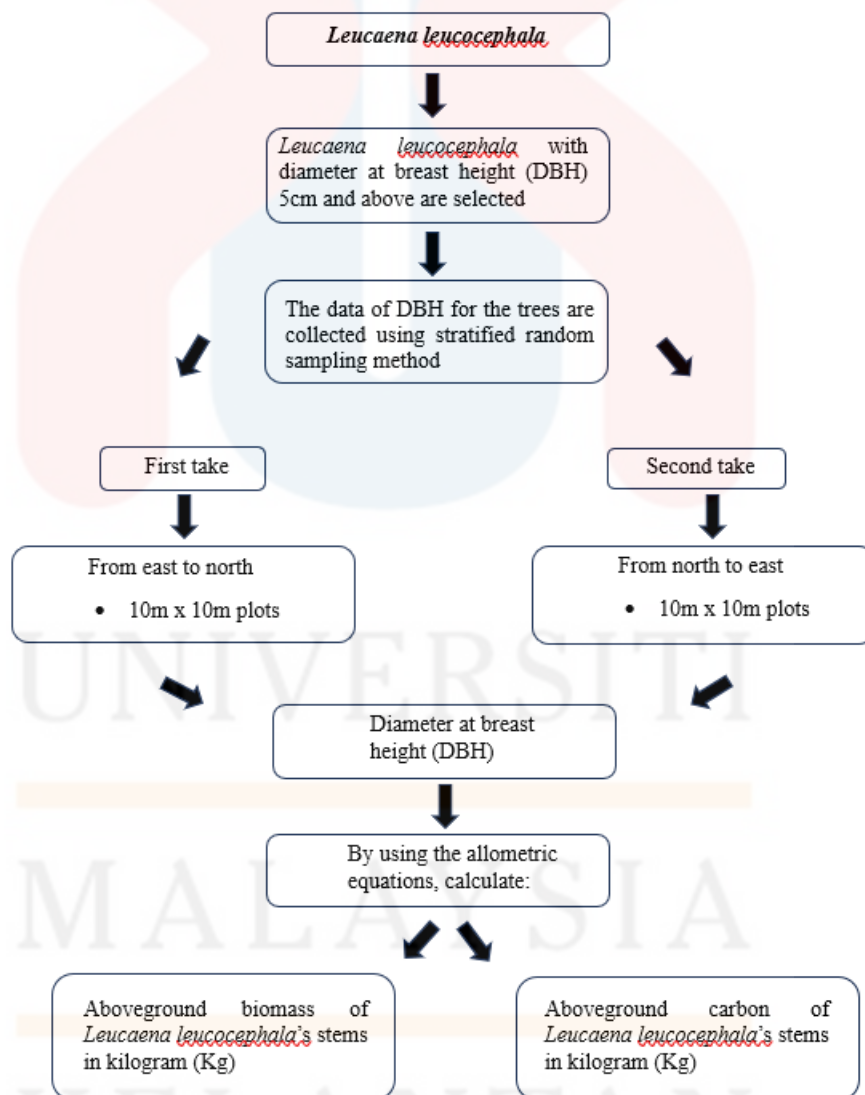 Leucaena leucocephala
Leucaena leucocephala with
diameter at breast height (DBH)
5cm and above are selected
The data of DBH for the trees are
collected using stratified random
sampling method
First take
Second take
From east to north
• 10m x 10m plots
From north to east
• 10m x 10m plots
UNIVERSITI
Diameter at breast
height (DBH)
By using the allometric
equations, calculate:
MALAYSIA
Aboveground biomass of
Leucaena leucocephala's stems
in kilogram (Kg)
Aboveground carbon of
Leucaena leucocephala's stems
in kilogram (Kg)
KELANTAN